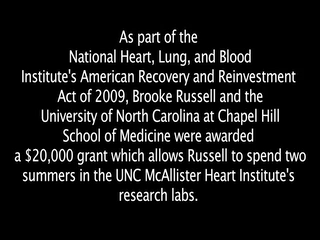 As part of the
National Heart, Lung, and Blood
Institute's American Recovery and Reinvestment
Act of 2009, Brooke Russell and the
University of North Carolina at Chapel Hill
School of Medicine were awarded
a $20,000 grant which allows Russell to spend two
summers in the UNC McAllister Heart Institute's
research labs.